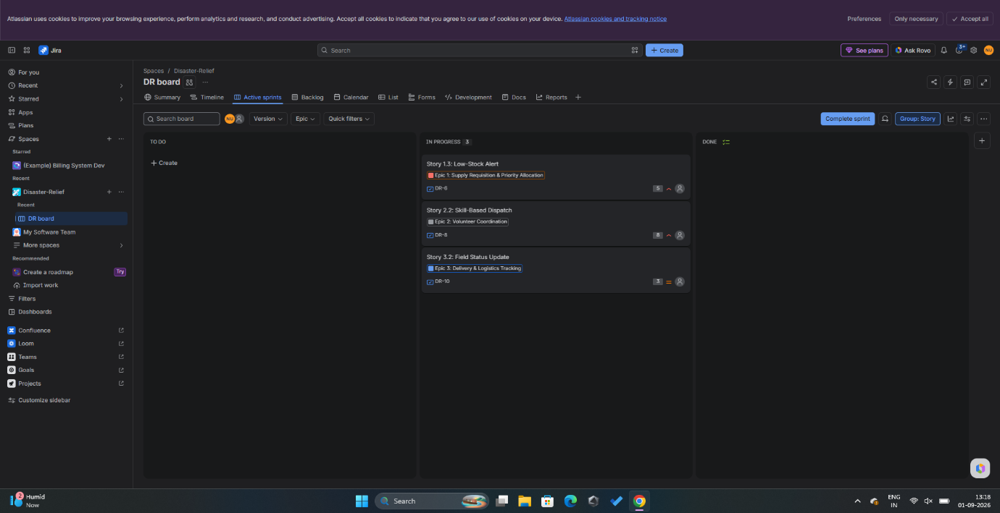 Atlassian uses cookies to improve your browsing experience, perform analytics and research, and conduct advertising. Accept all cookies to indicate that you agree to our use of cookies on your device. Atlassian cookies and tracking notice
Preferences
Only necessary
Accept all
Jira
Search
Create
See plans
Ask Rovo
3+
NU
For you
Recent
Starred
Apps
Plans
Spaces
Starred
(Example) Billing System Dev
Recent
Disaster-Relief
Recent
DR board
My Software Team
More spaces
Recommended
Create a roadmap
Try
Import work
Filters
Dashboards
Confluence
Loom
Teams
Goals
Projects
Customize sidebar
Spaces / Disaster-Relief
DR board
Summary
Timeline
Active sprints
Backlog
Calendar
List
Forms
Development
Docs
Reports
Search board
NU
Version
Epic
Quick filters
Complete sprint
Group: Story
TO DO
Create
IN PROGRESS 3
Story 1.3: Low-Stock Alert
Epic 1: Supply Requisition & Priority Allocation
DR-6
5
Story 2.2: Skill-Based Dispatch
Epic 2: Volunteer Coordination
DR-8
8
Story 3.2: Field Status Update
Epic 3: Delivery & Logistics Tracking
DR-10
3
DONE
2
Humid
Now
Search
ENG
IN
13:18
01-09-2026